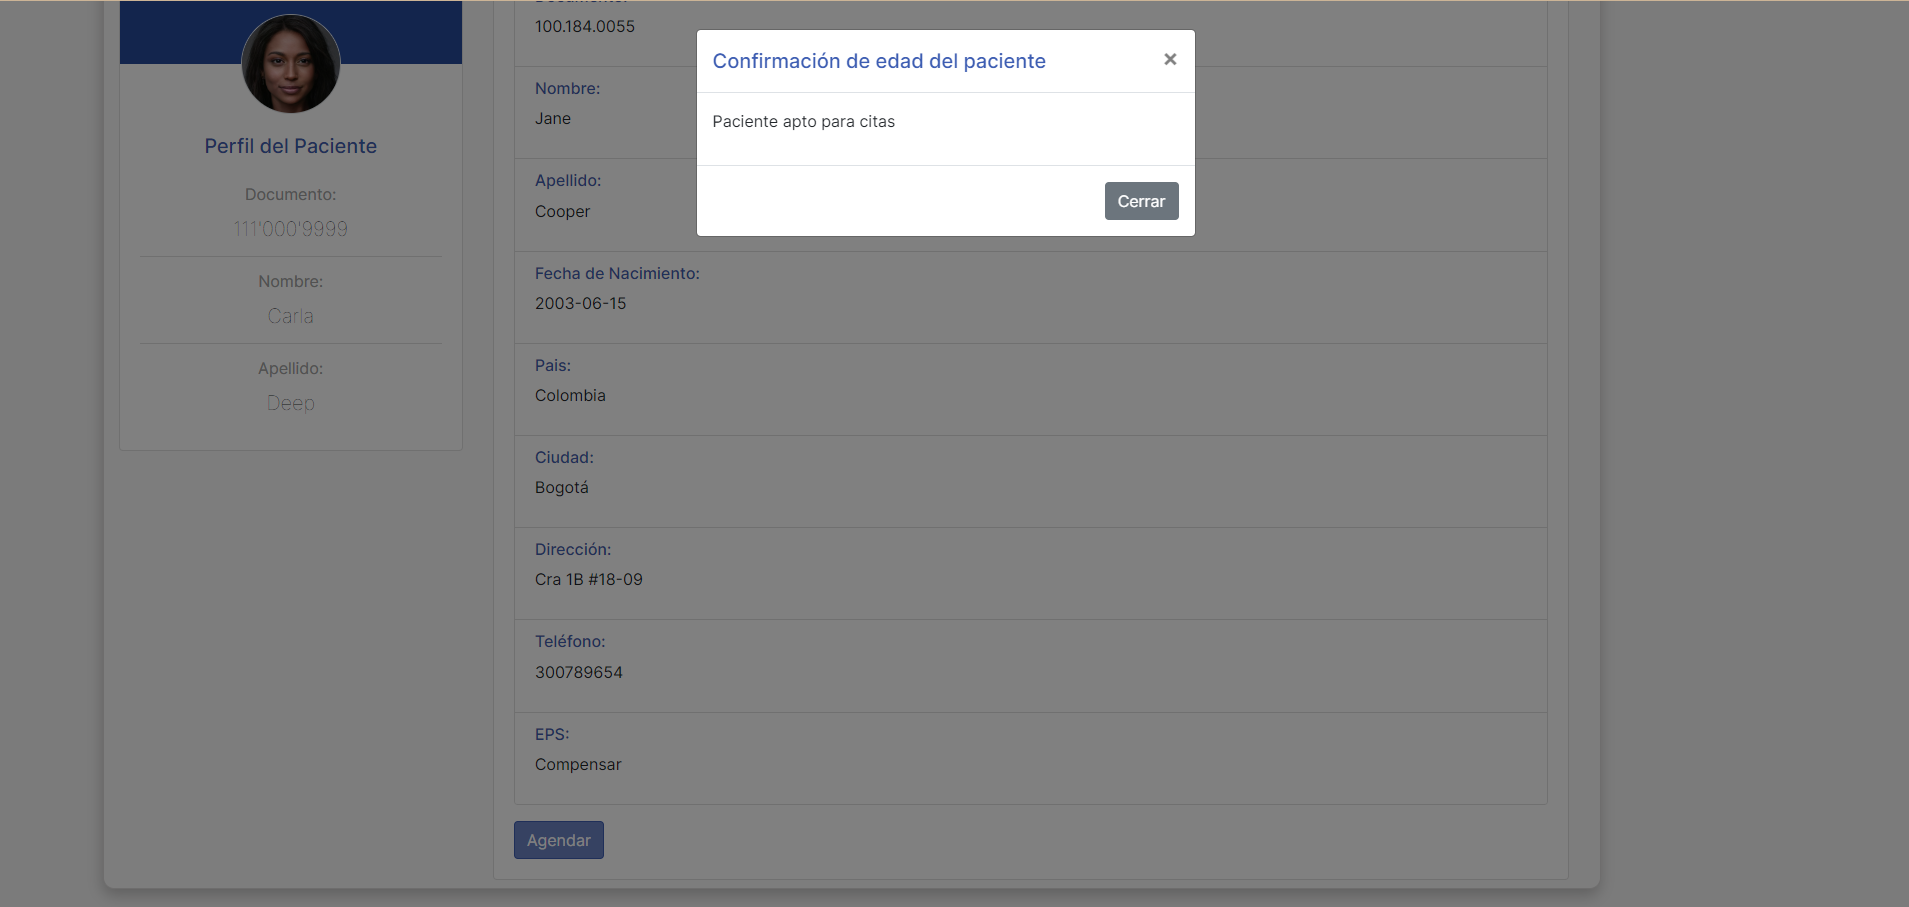 Perfil del Paciente
Documento:
111'000'9999
Nombre:
Carla
Apellido:
Deep
100.184.0055
Nombre:
Jane
Apellido:
Cooper
Fecha de Nacimiento:
2003-06-15
Pais:
Colombia
Ciudad:
Bogotá
Dirección:
Cra 1B #18-09
Teléfono:
300789654
EPS:
Compensar
Agendar
Confirmación de edad del paciente
×
Paciente apto para citas
Cerrar